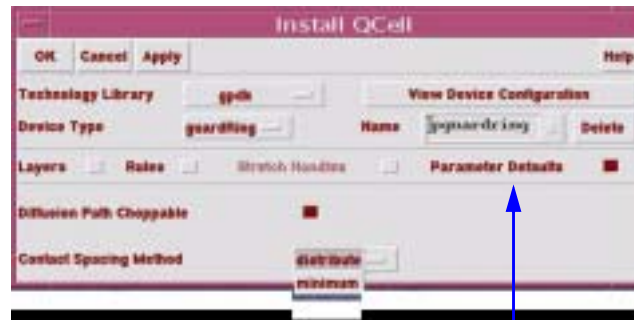 Install QCell
OK Cancel Apply Help
Technology Library gpdk View Device Configuration
Device Type guardRing Name pguardring Delete
Layers Rules Stretch Handles Parameter Defaults
Diffusion Path Choppable
Contact Spacing Method distribute
minimum